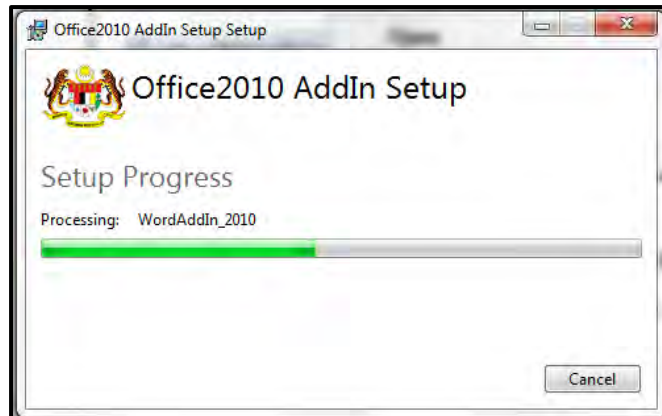 Office2010 AddIn Setup Setup
Office2010 AddIn Setup
Setup Progress
Processing: WordAddIn_2010
Cancel